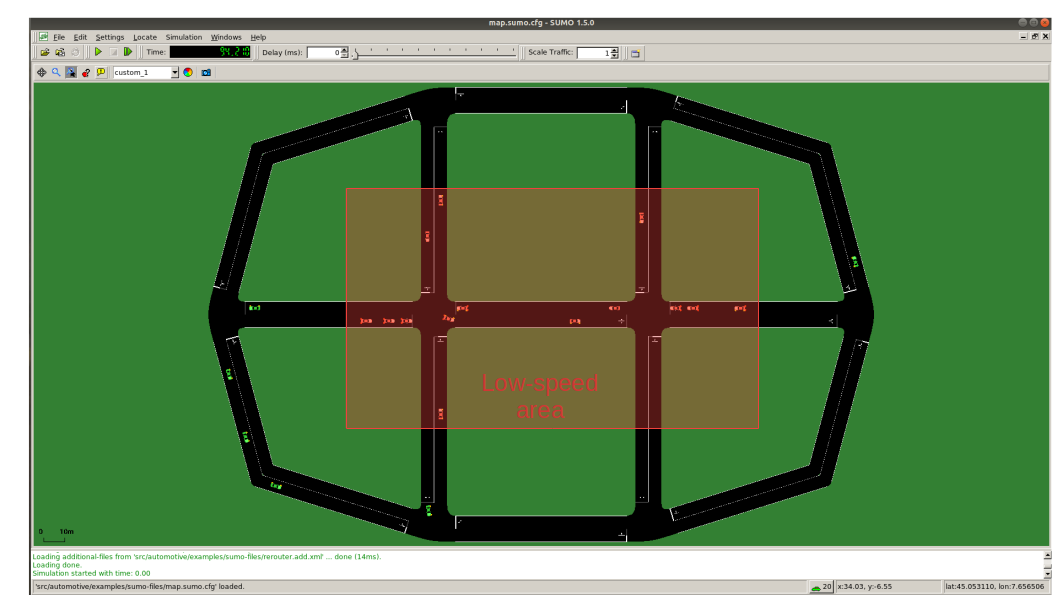 map.sumo.cfg - SUMO 1.5.0
File Edit Settings Locate Simulation Windows Help
Time: 94.210 Delay (ms): 0 Scale Traffic: 1
custom_1
Low-speed
area
0 10m
Loading additional-files from 'src/automotive/examples/sumo-files/rerouter.add.xml' ... done (14ms).
Loading done.
Simulation started with time: 0.00
'src/automotive/examples/sumo-files/map.sumo.cfg' loaded. 20 x:34.03, y:-6.55 lat:45.053110, lon:7.656506